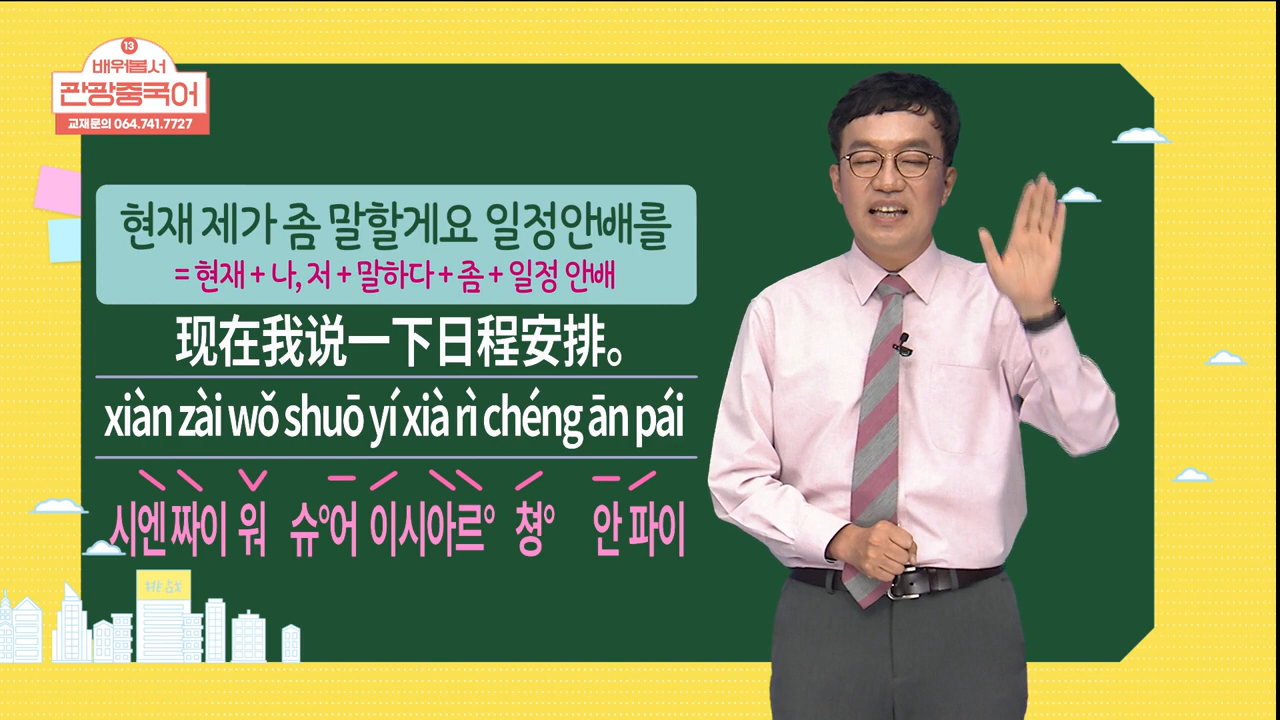 13
배워봅서
관광중국어
교재문의 064.741.7727
현재 제가 좀 말할게요 일정안배를
= 현재 + 나, 저 + 말하다 + 좀 + 일정 안배
现在我说一下日程安排。
xiàn zài wǒ shuō yí xià rì chéng ān pái
시엔 짜이 워 슈°어 이시아르° 쳥° 안 파이